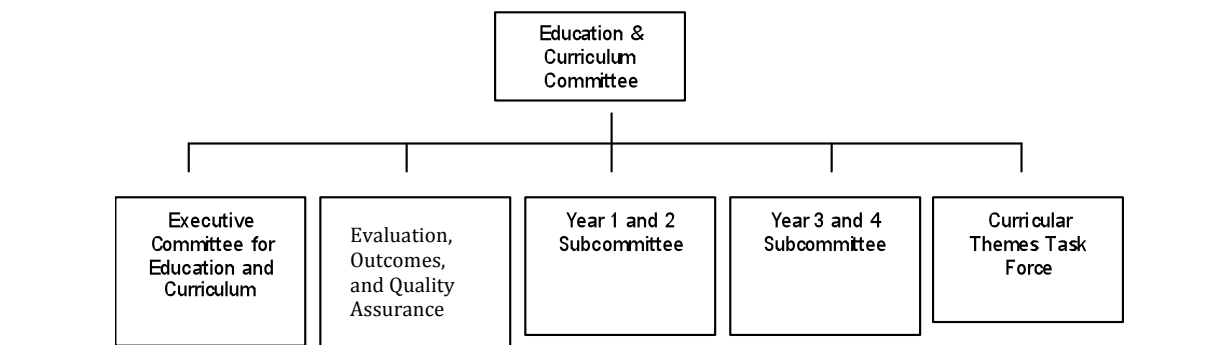 Education &
Curriculum
Committee
Executive
Committee for
Education and
Curriculum
Evaluation,
Outcomes,
and Quality
Assurance
Year 1 and 2
Subcommittee
Year 3 and 4
Subcommittee
Curricular
Themes Task
Force